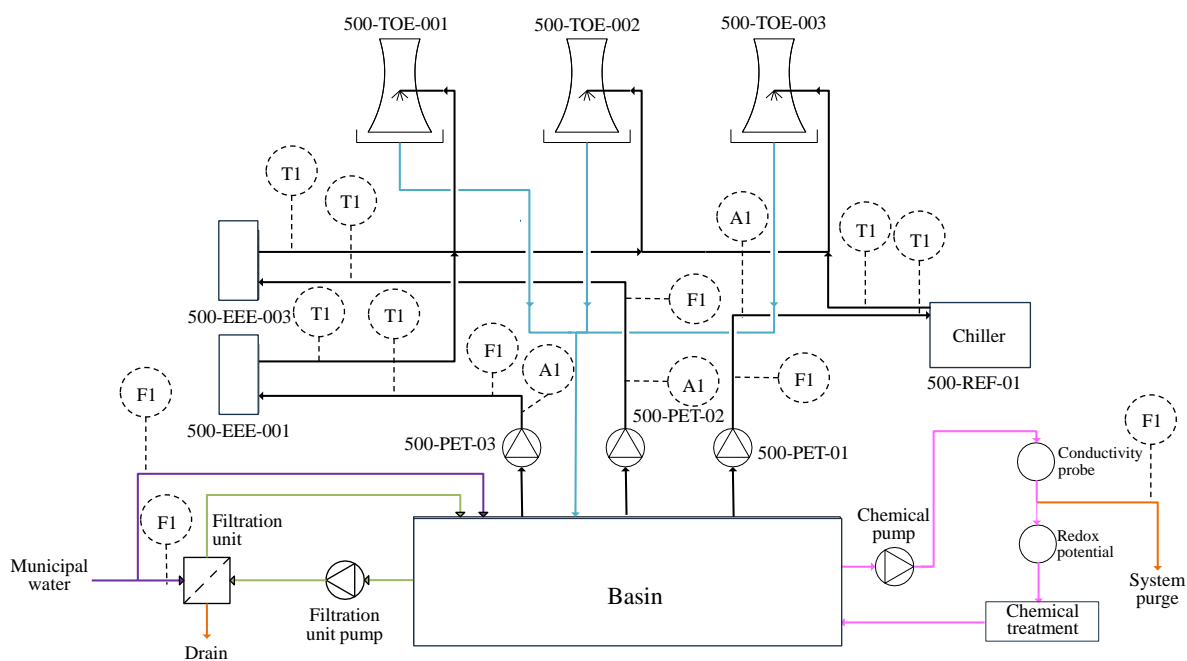 500-TOE-001
500-TOE-002
500-TOE-003
T1
T1
A1
T1
T1
500-EEE-003
T1
T1
F1
Chiller
500-REF-01
F1
A1
F1
A1
F1
500-EEE-001
500-PET-03
500-PET-02
500-PET-01
F1
F1
Conductivity
probe
F1
Filtration
unit
Chemical
pump
Redox
potential
Municipal
water
Filtration
unit pump
Basin
Chemical
treatment
System
purge
Drain